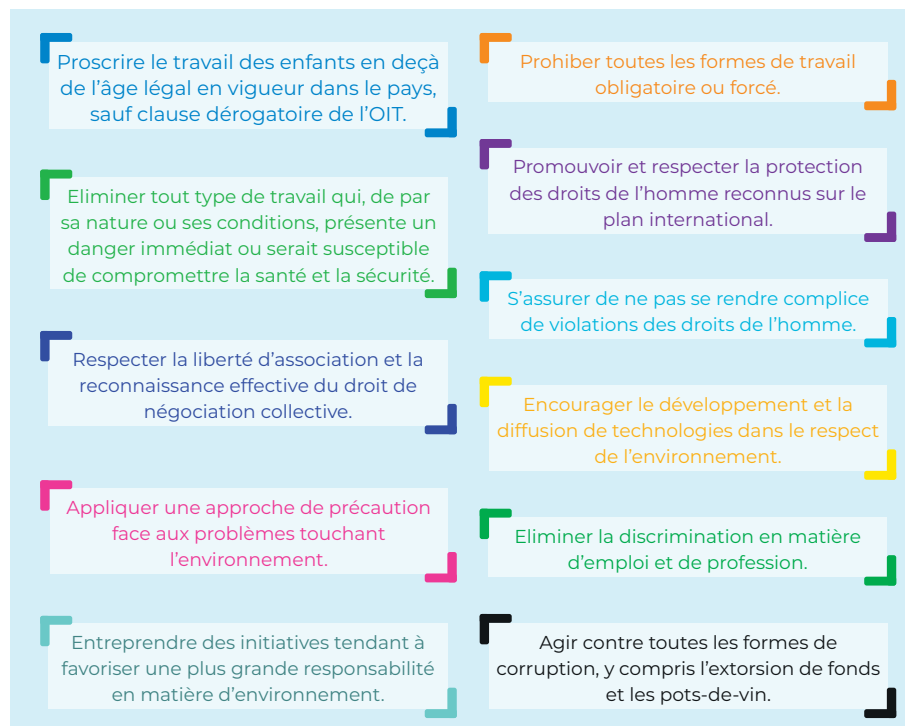 Proscrire le travail des enfants en deçà
de l’âge légal en vigueur dans le pays,
sauf clause dérogatoire de l’OIT.
Eliminer tout type de travail qui, de par
sa nature ou ses conditions, présente un
danger immédiat ou serait susceptible
de compromettre la santé et la sécurité.
Respecter la liberté d’association et la
reconnaissance effective du droit de
négociation collective.
Appliquer une approche de précaution
face aux problèmes touchant
l’environnement.
Entreprendre des initiatives tendant à
favoriser une plus grande responsabilité
en matière d’environnement.
Prohiber toutes les formes de travail
obligatoire ou forcé.
Promouvoir et respecter la protection
des droits de l’homme reconnus sur le
plan international.
S’assurer de ne pas se rendre complice
de violations des droits de l’homme.
Encourager le développement et la
diffusion de technologies dans le respect
de l’environnement.
Eliminer la discrimination en matière
d’emploi et de profession.
Agir contre toutes les formes de
corruption, y compris l’extorsion de fonds
et les pots-de-vin.